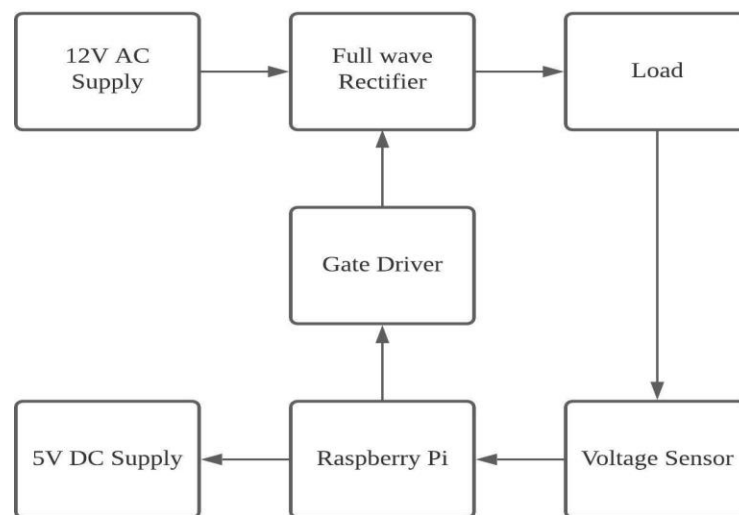 12V AC
Supply
Full wave
Rectifier
Load
Gate Driver
5V DC Supply
Raspberry Pi
Voltage Sensor